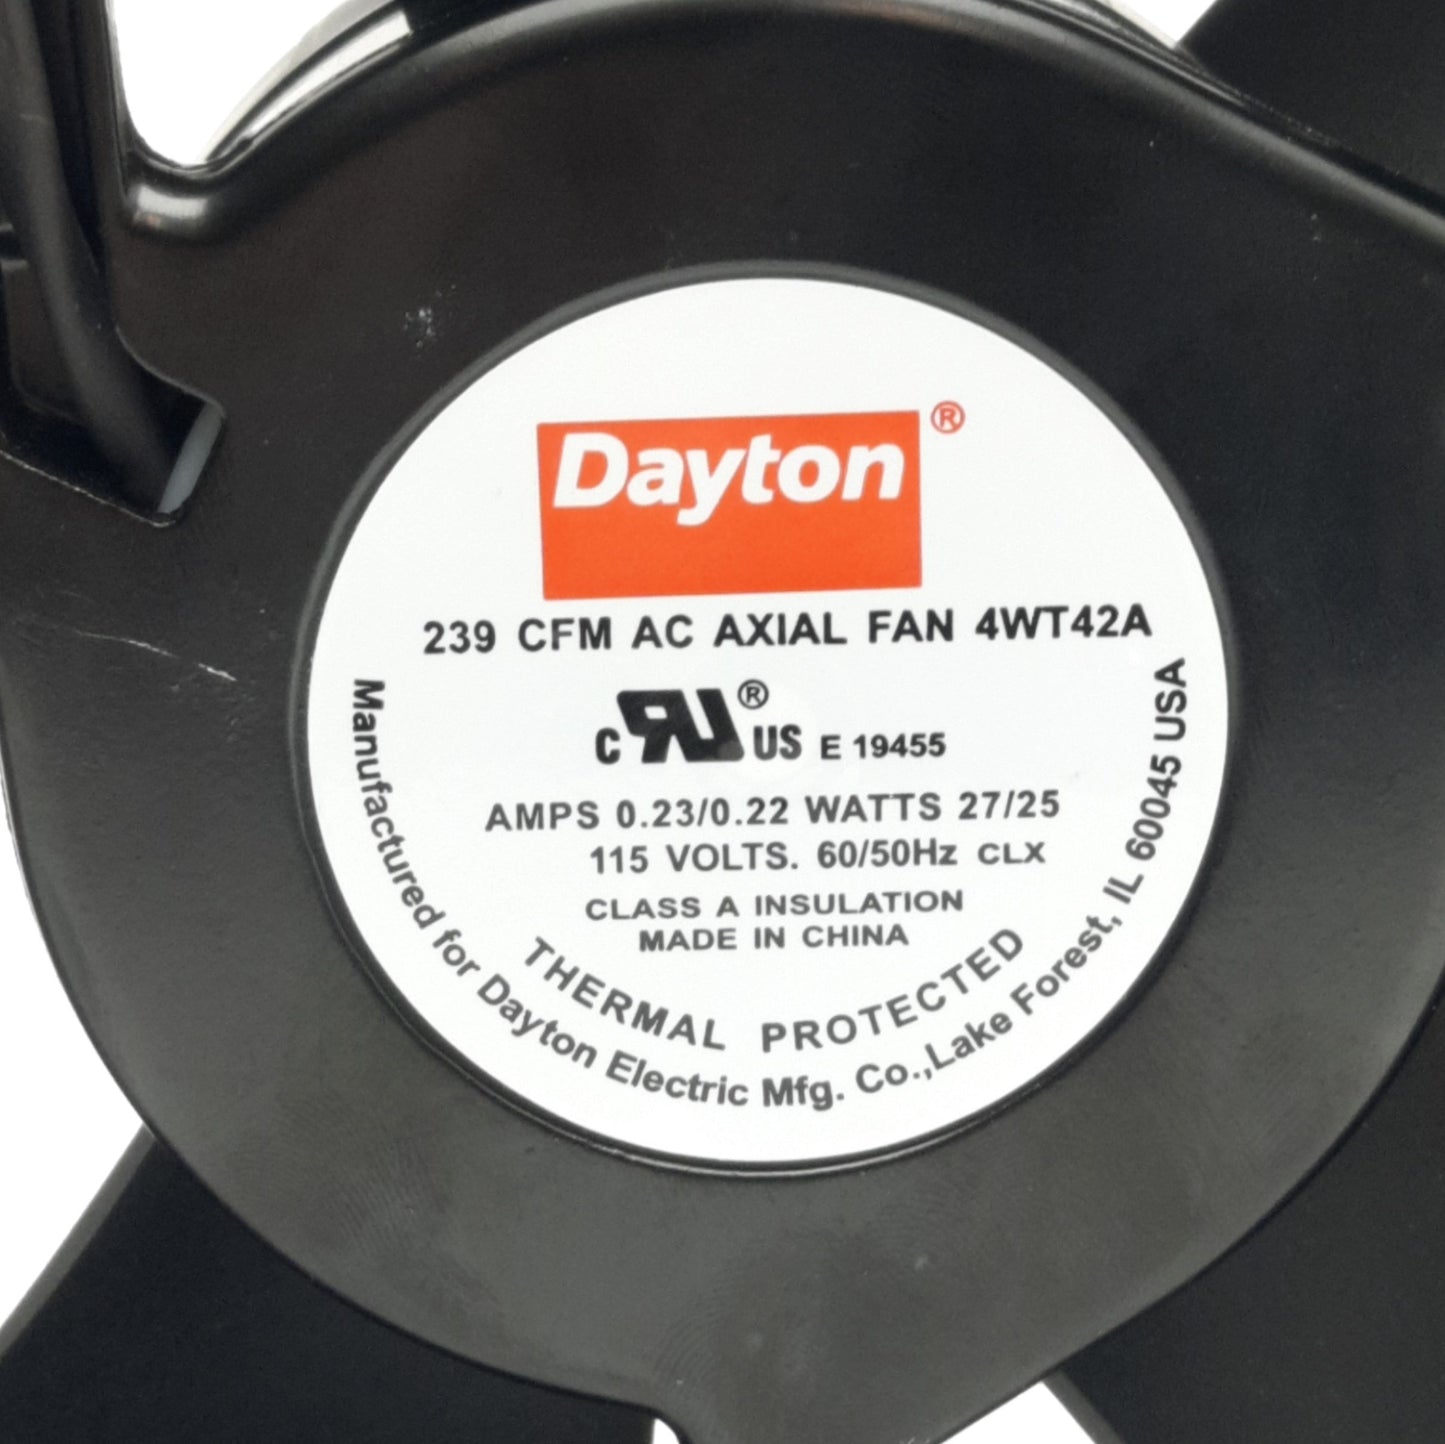 Dayton®
239 CFM AC AXIAL FAN 4WT42A
c RU® US E 19455
AMPS 0.23/0.22 WATTS 27/25
115 VOLTS. 60/50Hz CLX
CLASS A INSULATION
MADE IN CHINA
THERMAL PROTECTED
Manufactured for Dayton Electric Mfg. Co.,Lake Forest, IL 60045 USA